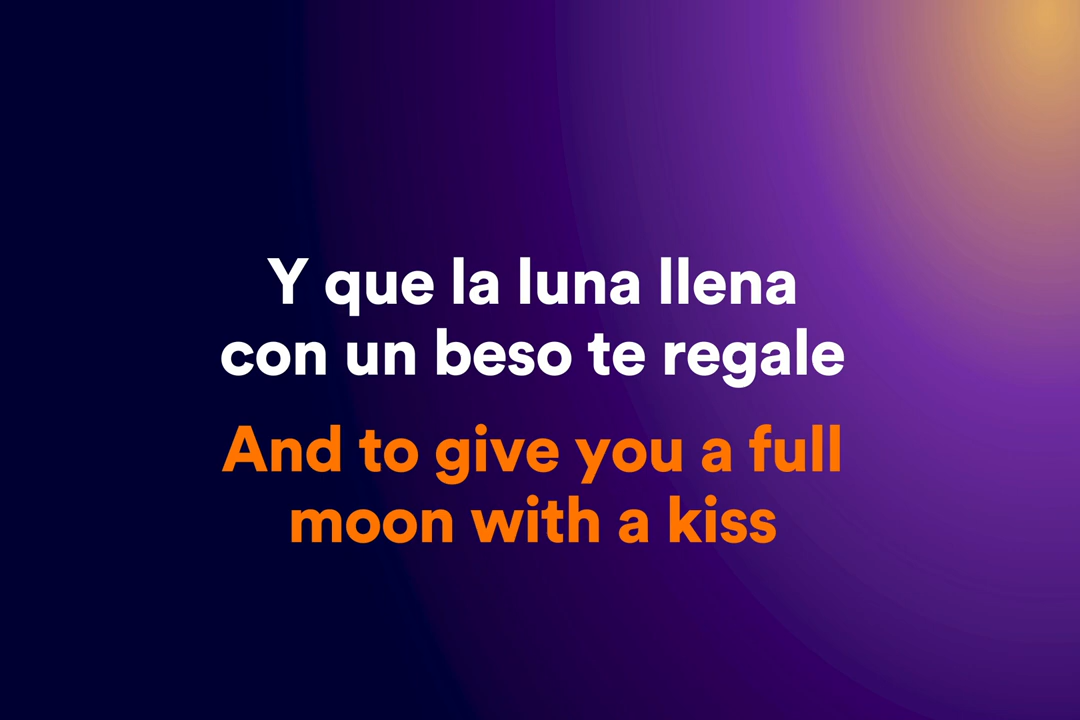 Y que la luna llena
con un beso te regale
And to give you a full
moon with a kiss